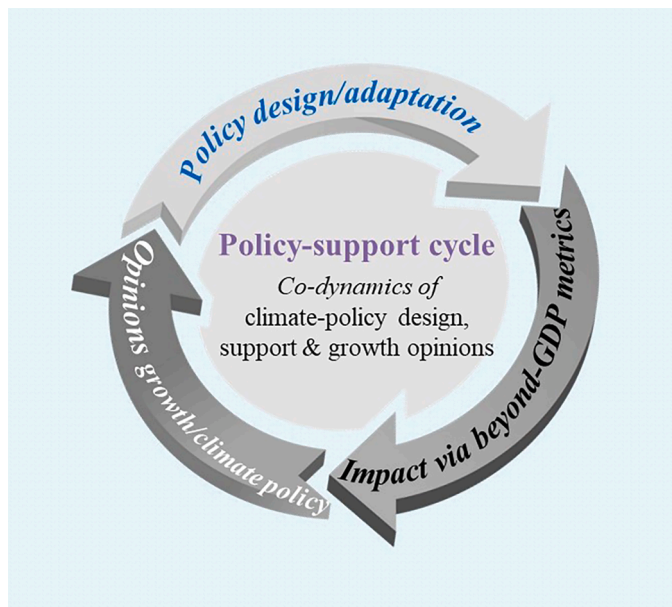 Policy design/adaptation
Policy-support cycle
Co-dynamics of
climate-policy design,
support & growth opinions
Impact via beyond-GDP metrics
Opinions growth/climate policy